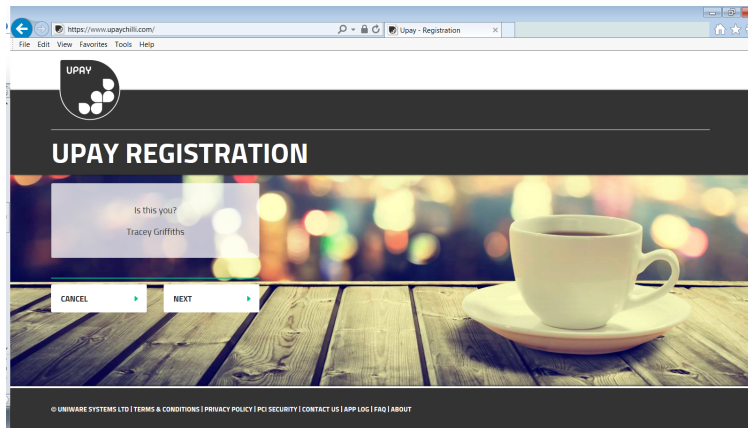 https://www.upaychilli.com/
Upay - Registration
File Edit View Favorites Tools Help
UPAY
UPAY REGISTRATION
Is this you?
Tracey Griffiths
CANCEL
NEXT
© UNIWARE SYSTEMS LTD | TERMS & CONDITIONS | PRIVACY POLICY | PCI SECURITY | CONTACT US | APP LOG | FAQ | ABOUT